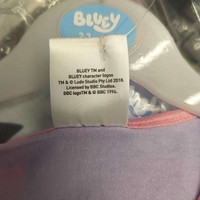 BLUEY
BLUEY TM and
BLUEY character logos
TM & © Ludo Studio Pty Ltd 2018.
Licensed by BBC Studios.
BBC logoTM & © BBC 1996.